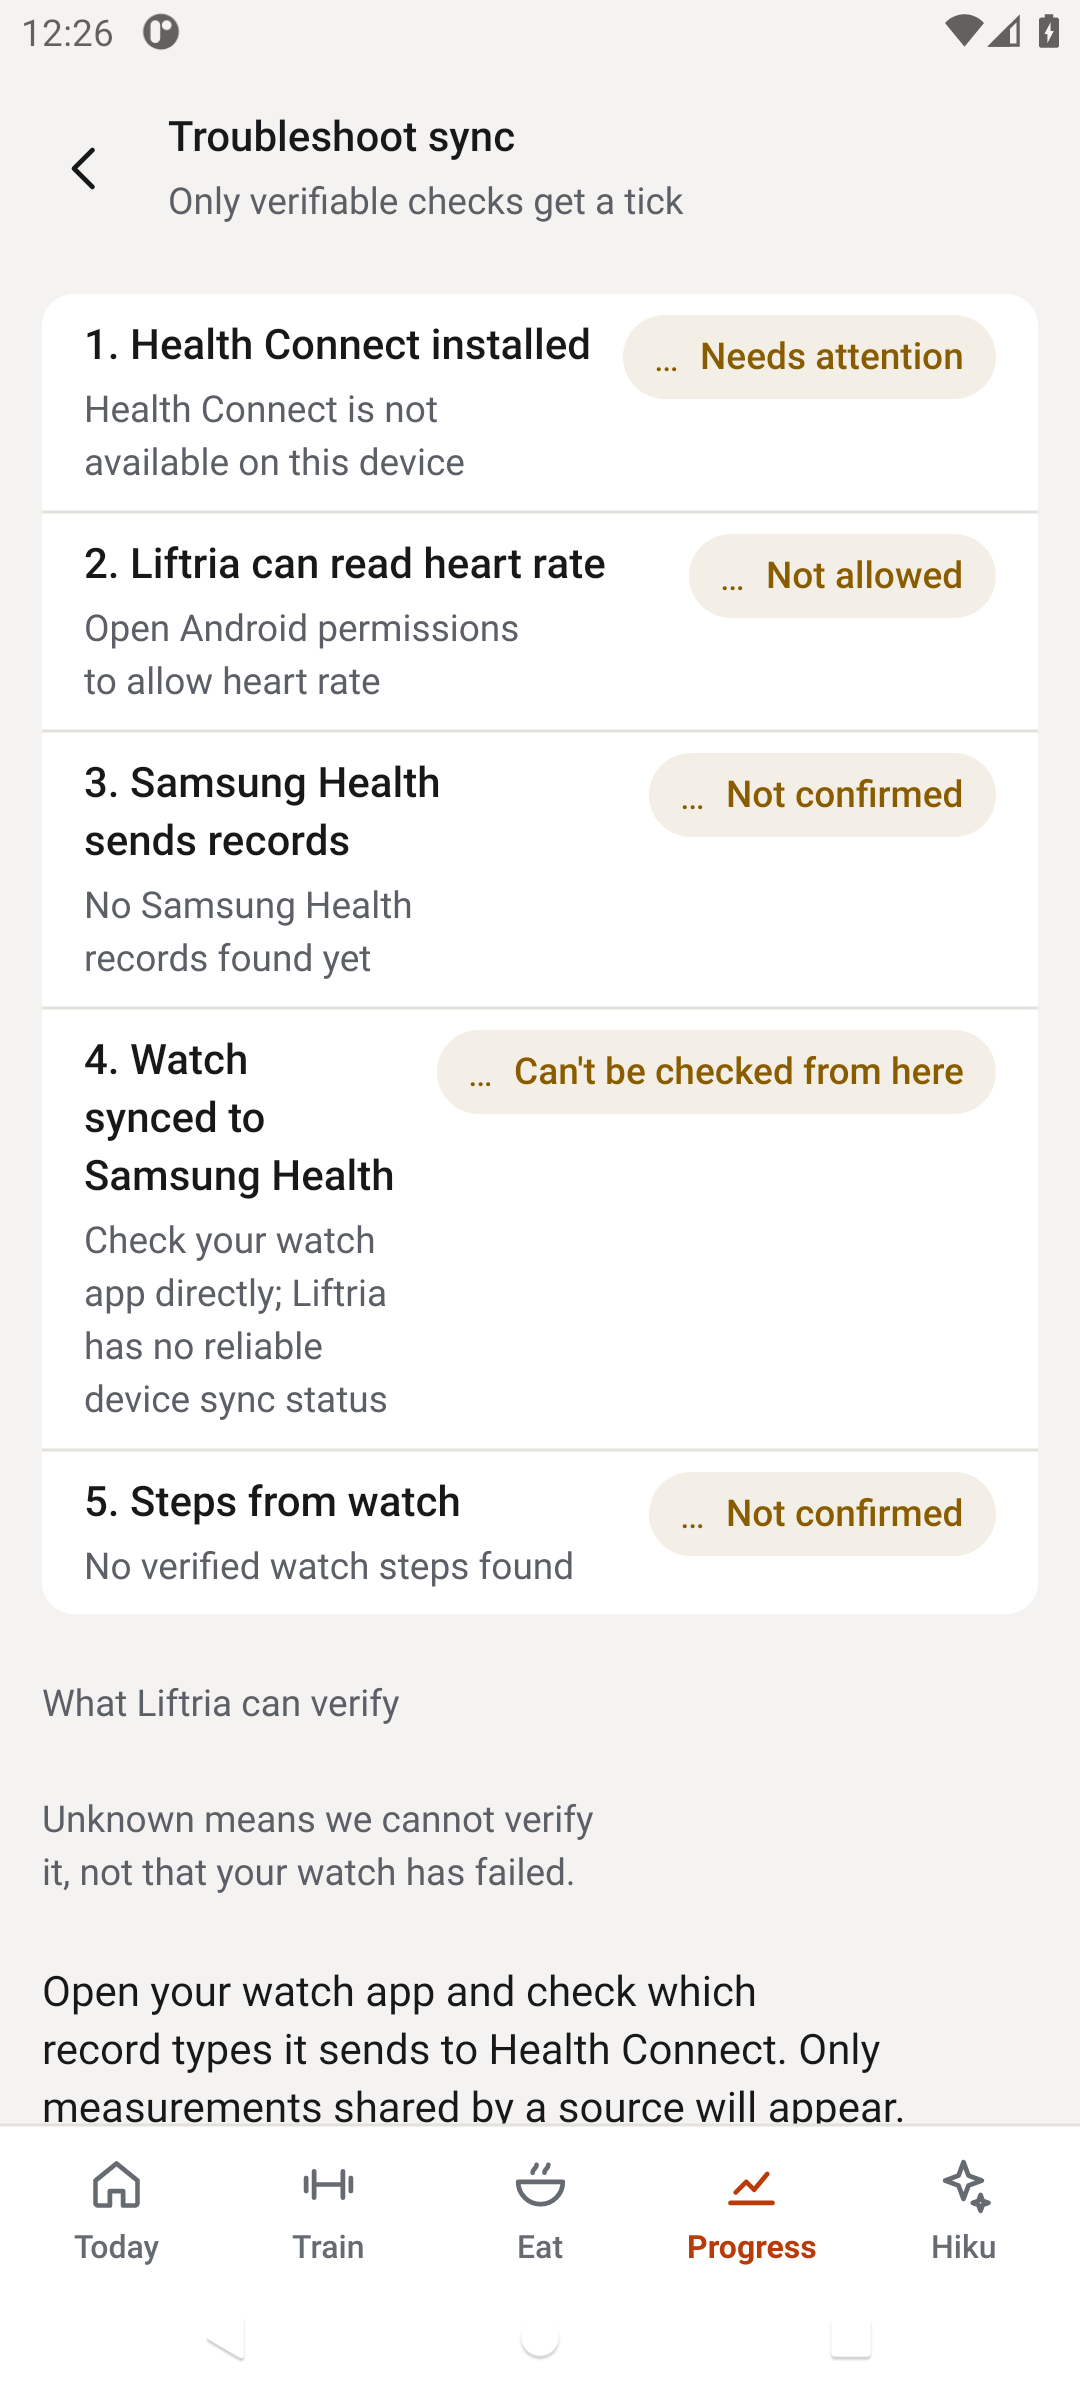 12:26
Troubleshoot sync
Only verifiable checks get a tick
1. Health Connect installed
... Needs attention
Health Connect is not
available on this device
2. Liftria can read heart rate
... Not allowed
Open Android permissions
to allow heart rate
3. Samsung Health
sends records
... Not confirmed
No Samsung Health
records found yet
4. Watch
synced to
Samsung Health
... Can't be checked from here
Check your watch
app directly; Liftria
has no reliable
device sync status
5. Steps from watch
... Not confirmed
No verified watch steps found
What Liftria can verify
Unknown means we cannot verify
it, not that your watch has failed.
Open your watch app and check which
record types it sends to Health Connect. Only
measurements shared by a source will appear.
Today
Train
Eat
Progress
Hiku